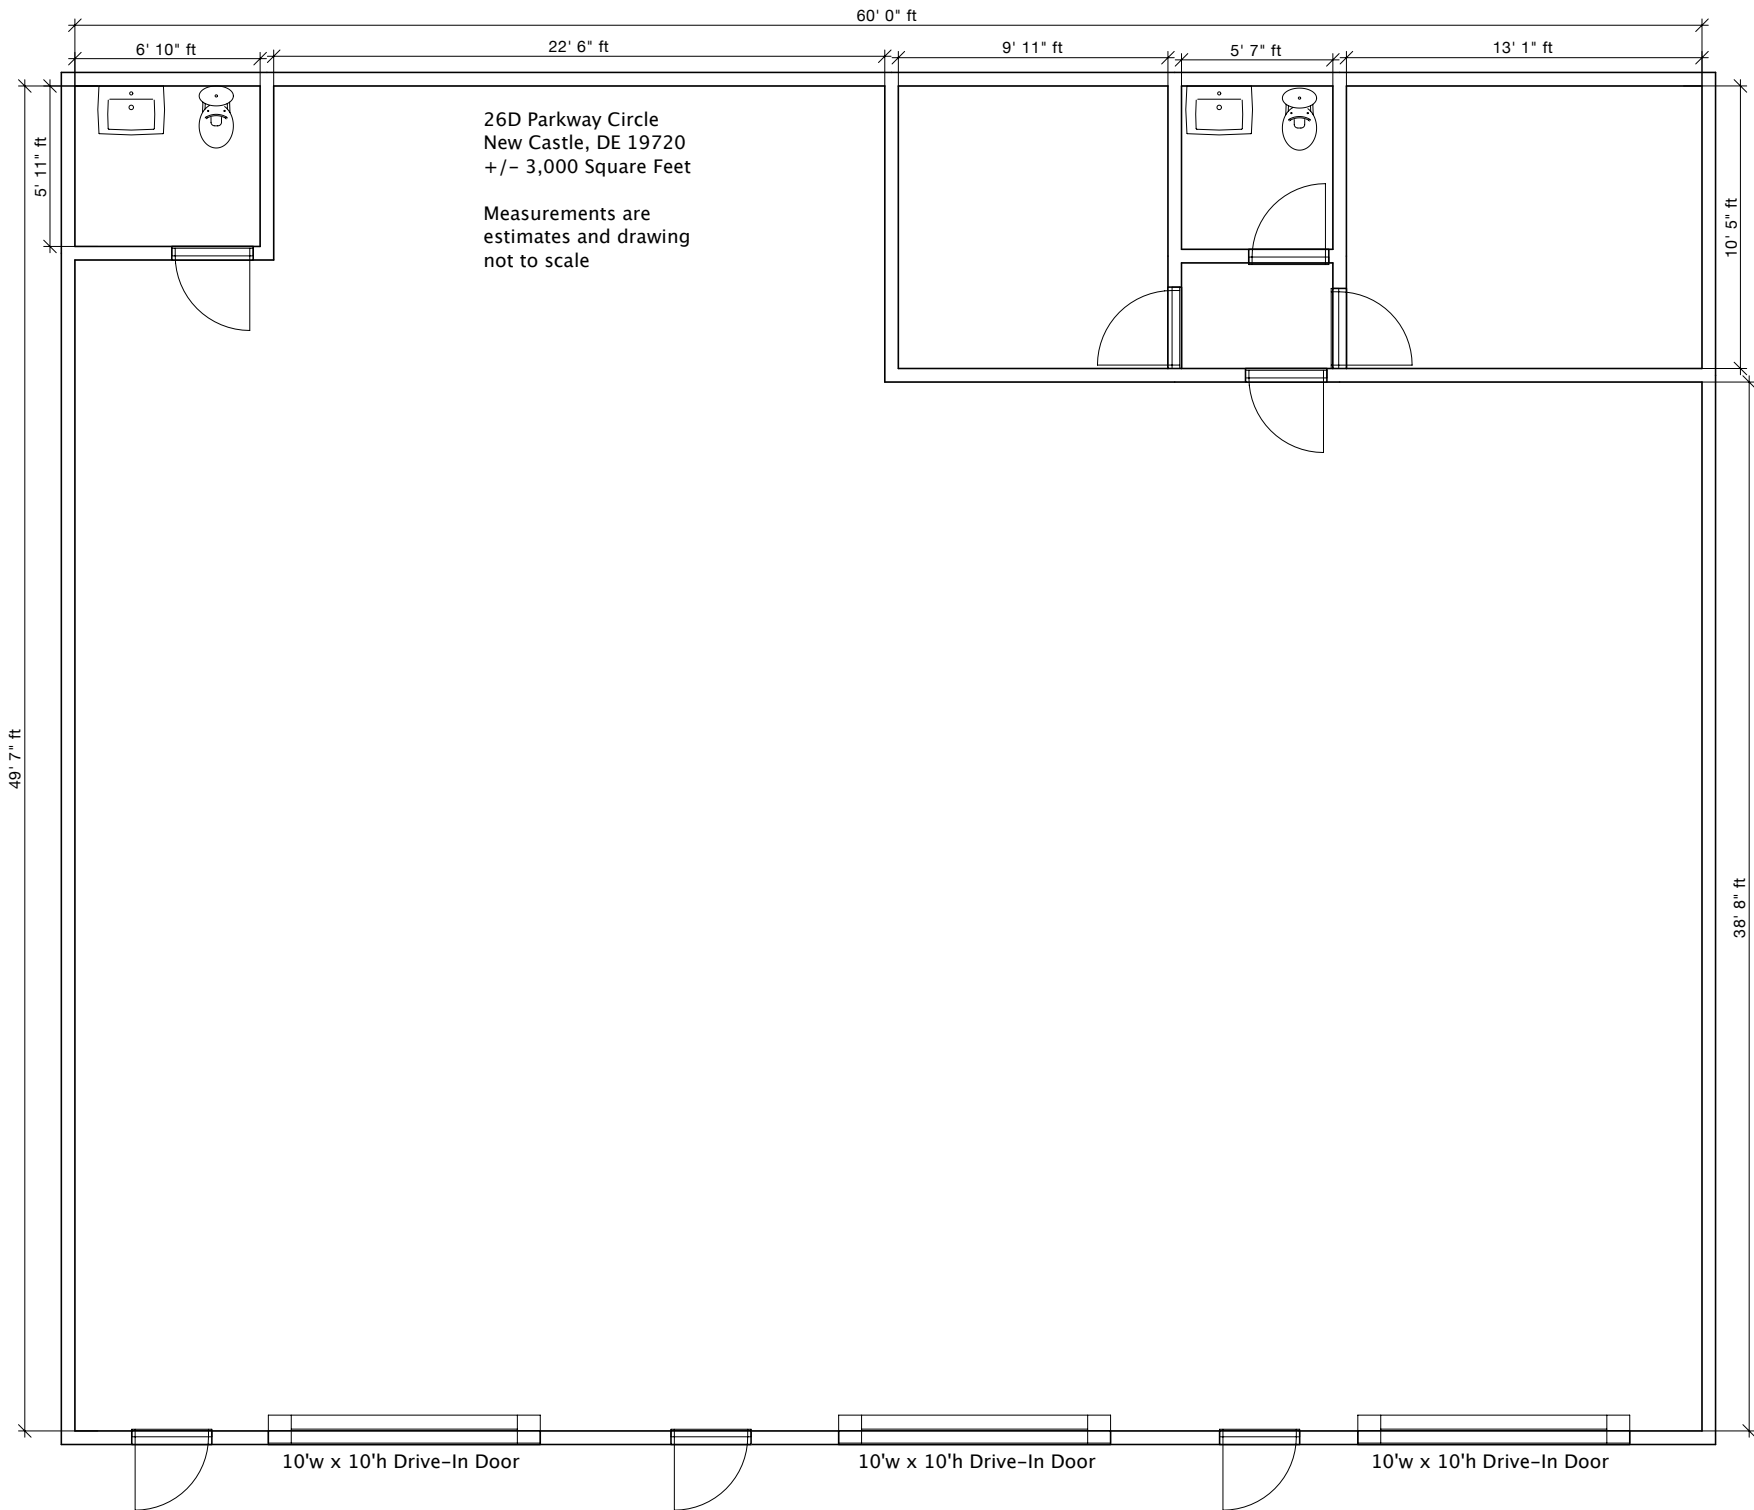 60' 0" ft
6' 10" ft
22' 6" ft
9' 11" ft
5' 7" ft
13' 1" ft
26D Parkway Circle
New Castle, DE 19720
+/- 3,000 Square Feet
Measurements are
estimates and drawing
not to scale
5' 11" ft
10' 5" ft
49' 7" ft
38' 8" ft
10'w x 10'h Drive-In Door
10'w x 10'h Drive-In Door
10'w x 10'h Drive-In Door